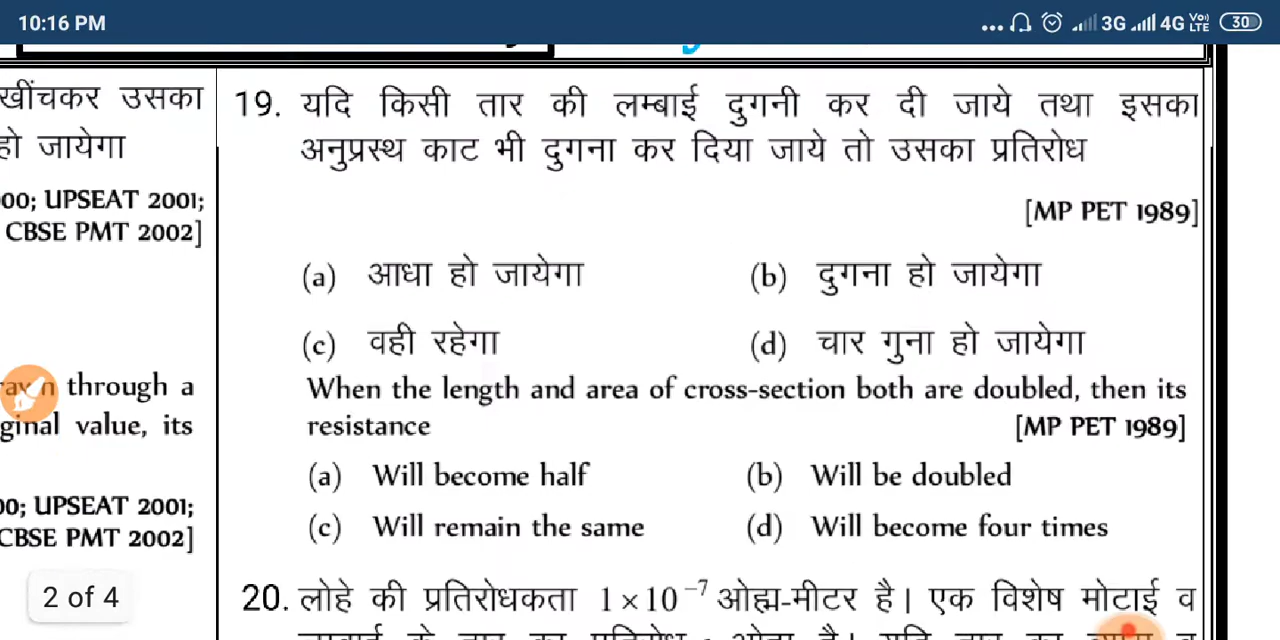 10:16 PM
3G 4G Vo) LTE 30
खींचकर उसका
हो जायेगा
00; UPSEAT 2001;
CBSE PMT 2002]
through a
ginal value, its
00; UPSEAT 2001;
CBSE PMT 2002]
2 of 4
19. यदि किसी तार की लम्बाई दुगनी कर दी जाये तथा इसका
अनुप्रस्थ काट भी दुगना कर दिया जाये तो उसका प्रतिरोध
[MP PET 1989]
(a) आधा हो जायेगा (b) दुगना हो जायेगा
(c) वही रहेगा (d) चार गुना हो जायेगा
When the length and area of cross-section both are doubled, then its
resistance [MP PET 1989]
(a) Will become half (b) Will be doubled
(c) Will remain the same (d) Will become four times
20. लोहे की प्रतिरोधकता 1×10⁻⁷ ओह्म-मीटर है। एक विशेष मोटाई व